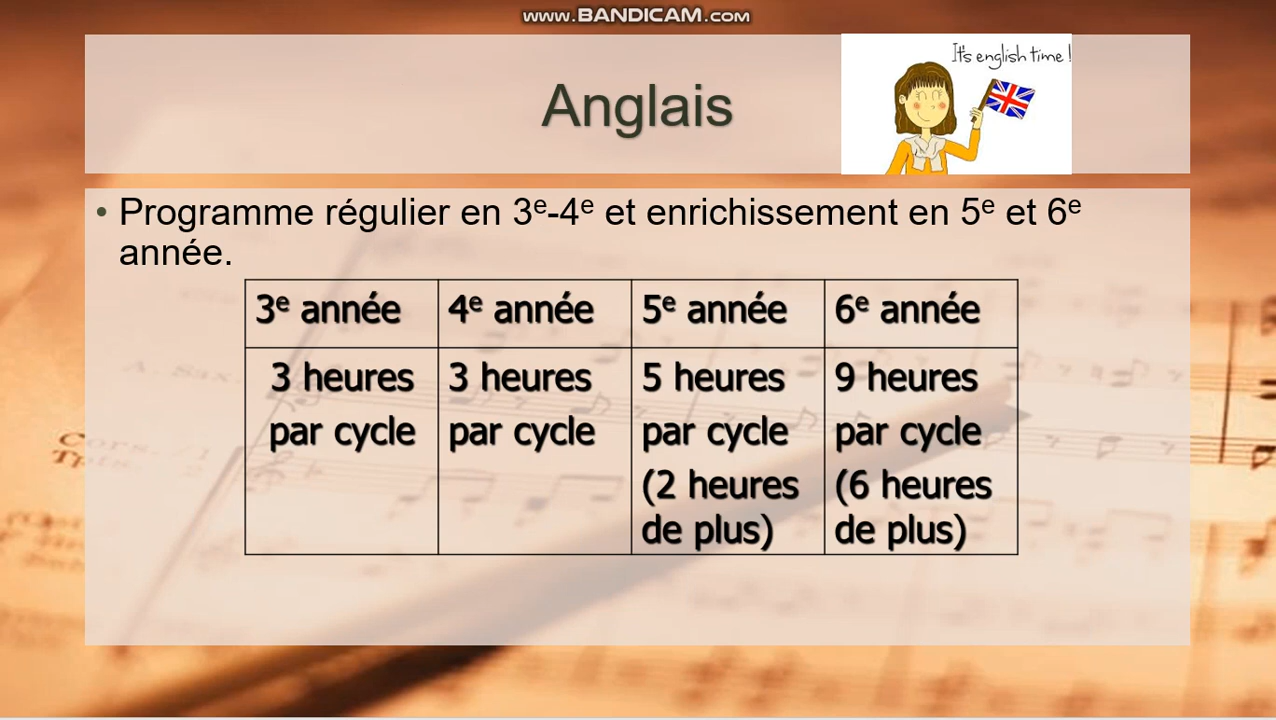 www.BANDICAM.com
It's english time !
Anglais
• Programme régulier en 3e-4e et enrichissement en 5e et 6e
année.
3e année 4e année 5e année 6e année
3 heures 3 heures 5 heures 9 heures
par cycle par cycle par cycle par cycle
(2 heures (6 heures
de plus) de plus)